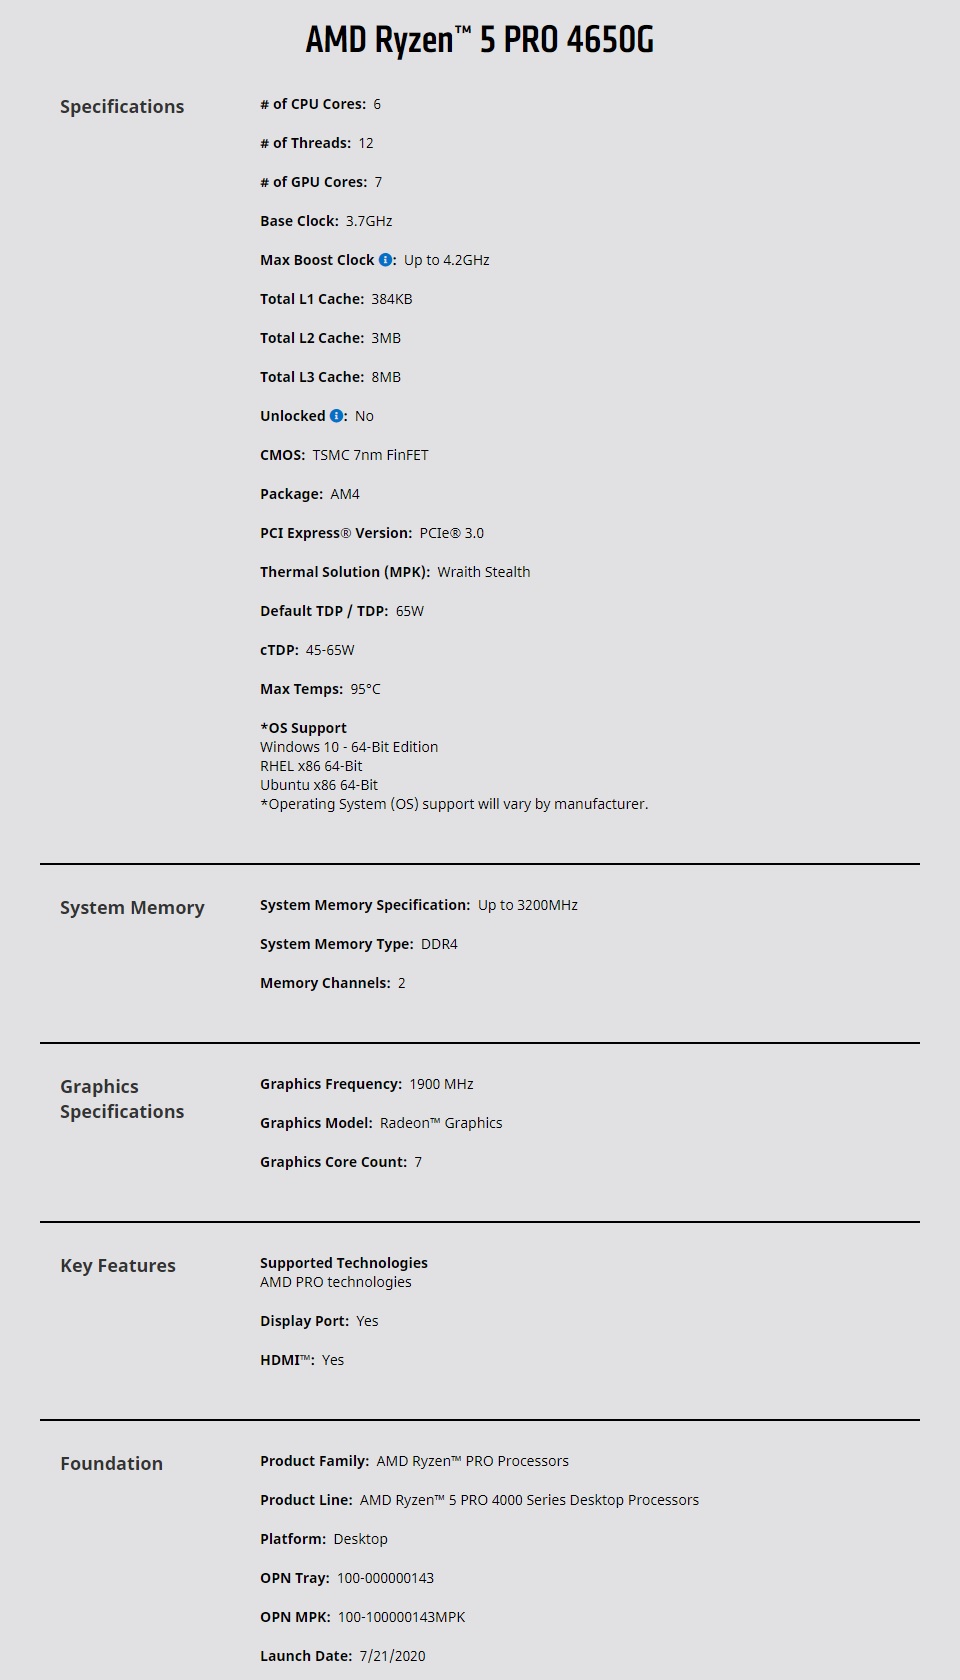 AMD Ryzen™ 5 PRO 4650G
Specifications
# of CPU Cores: 6
# of Threads: 12
# of GPU Cores: 7
Base Clock: 3.7GHz
Max Boost Clock i: Up to 4.2GHz
Total L1 Cache: 384KB
Total L2 Cache: 3MB
Total L3 Cache: 8MB
Unlocked i: No
CMOS: TSMC 7nm FinFET
Package: AM4
PCI Express® Version: PCIe® 3.0
Thermal Solution (MPK): Wraith Stealth
Default TDP / TDP: 65W
cTDP: 45-65W
Max Temps: 95°C
*OS Support
Windows 10 - 64-Bit Edition
RHEL x86 64-Bit
Ubuntu x86 64-Bit
*Operating System (OS) support will vary by manufacturer.
System Memory
System Memory Specification: Up to 3200MHz
System Memory Type: DDR4
Memory Channels: 2
Graphics
Specifications
Graphics Frequency: 1900 MHz
Graphics Model: Radeon™ Graphics
Graphics Core Count: 7
Key Features
Supported Technologies
AMD PRO technologies
Display Port: Yes
HDMI™: Yes
Foundation
Product Family: AMD Ryzen™ PRO Processors
Product Line: AMD Ryzen™ 5 PRO 4000 Series Desktop Processors
Platform: Desktop
OPN Tray: 100-000000143
OPN MPK: 100-100000143MPK
Launch Date: 7/21/2020